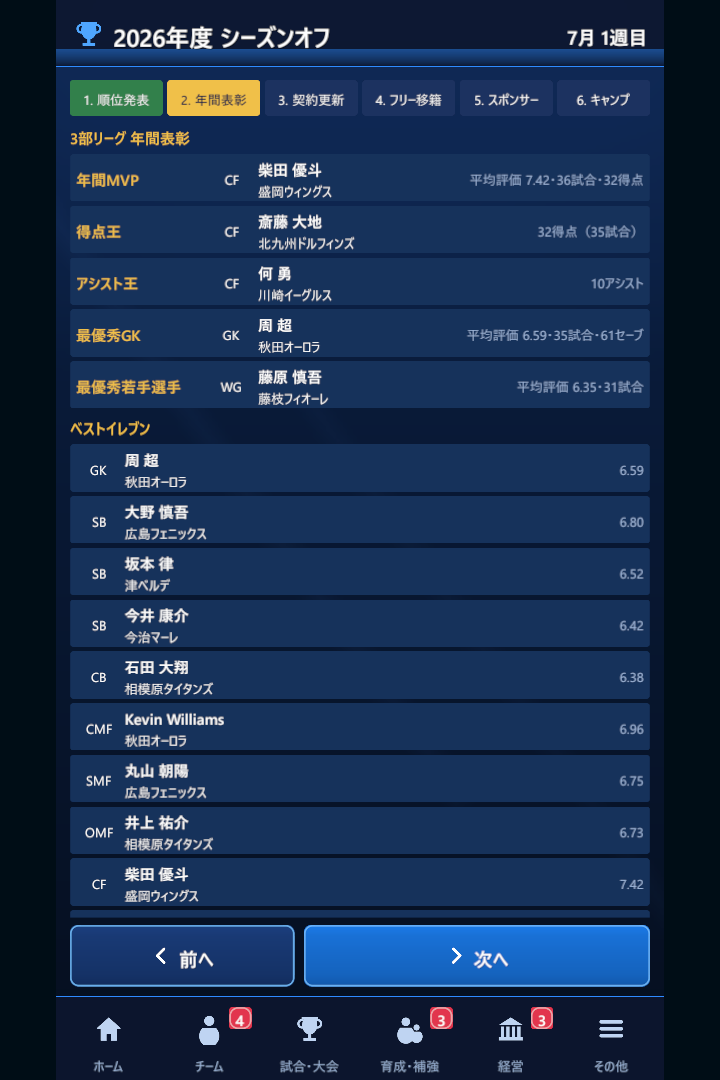 2026年度 シーズンオフ
7月 1週目
1. 順位発表
2. 年間表彰
3. 契約更新
4. フリー移籍
5. スポンサー
6. キャンプ
3部リーグ 年間表彰
年間MVP CF 柴田 優斗 平均評価 7.42･36試合･32得点
盛岡ウィングス
得点王 CF 斎藤 大地 32得点（35試合）
北九州ドルフィンズ
アシスト王 CF 何 勇 10アシスト
川崎イーグルス
最優秀GK GK 周 超 平均評価 6.59･35試合･61セーブ
秋田オーロラ
最優秀若手選手 WG 藤原 慎吾 平均評価 6.35･31試合
藤枝フィオーレ
ベストイレブン
GK 周 超 6.59
秋田オーロラ
SB 大野 慎吾 6.80
広島フェニックス
SB 坂本 律 6.52
津ベルデ
SB 今井 康介 6.42
今治マーレ
CB 石田 大翔 6.38
相模原タイタンズ
CMF Kevin Williams 6.96
秋田オーロラ
SMF 丸山 朝陽 6.75
広島フェニックス
OMF 井上 祐介 6.73
相模原タイタンズ
CF 柴田 優斗 7.42
盛岡ウィングス
前へ
次へ
4
3
3
ホーム
チーム
試合･大会
育成･補強
経営
その他